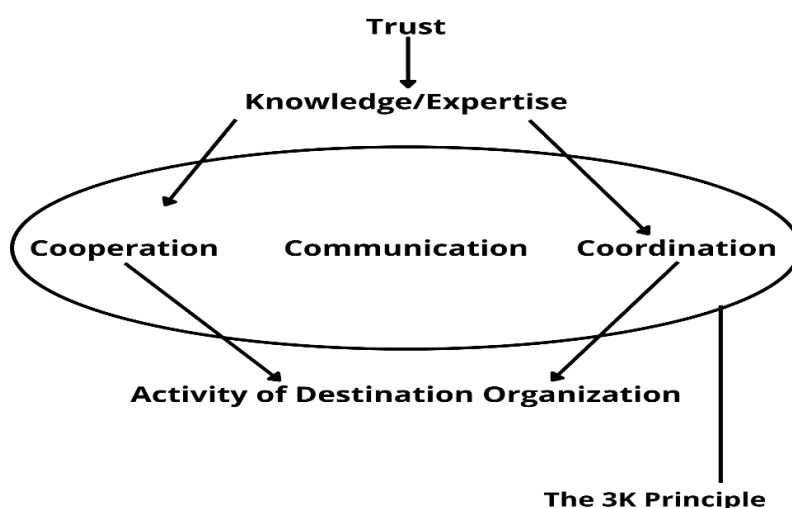 Trust
Knowledge/Expertise
Cooperation Communication Coordination
Activity of Destination Organization
The 3K Principle